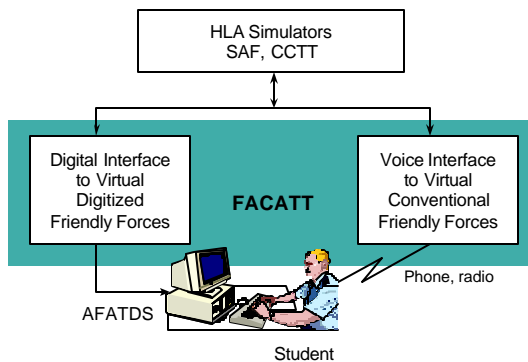 HLA Simulators
SAF, CCTT
Digital Interface
to Virtual
Digitized
Friendly Forces
FACATT
Voice Interface
to Virtual
Conventional
Friendly Forces
Phone, radio
AFATDS
Student